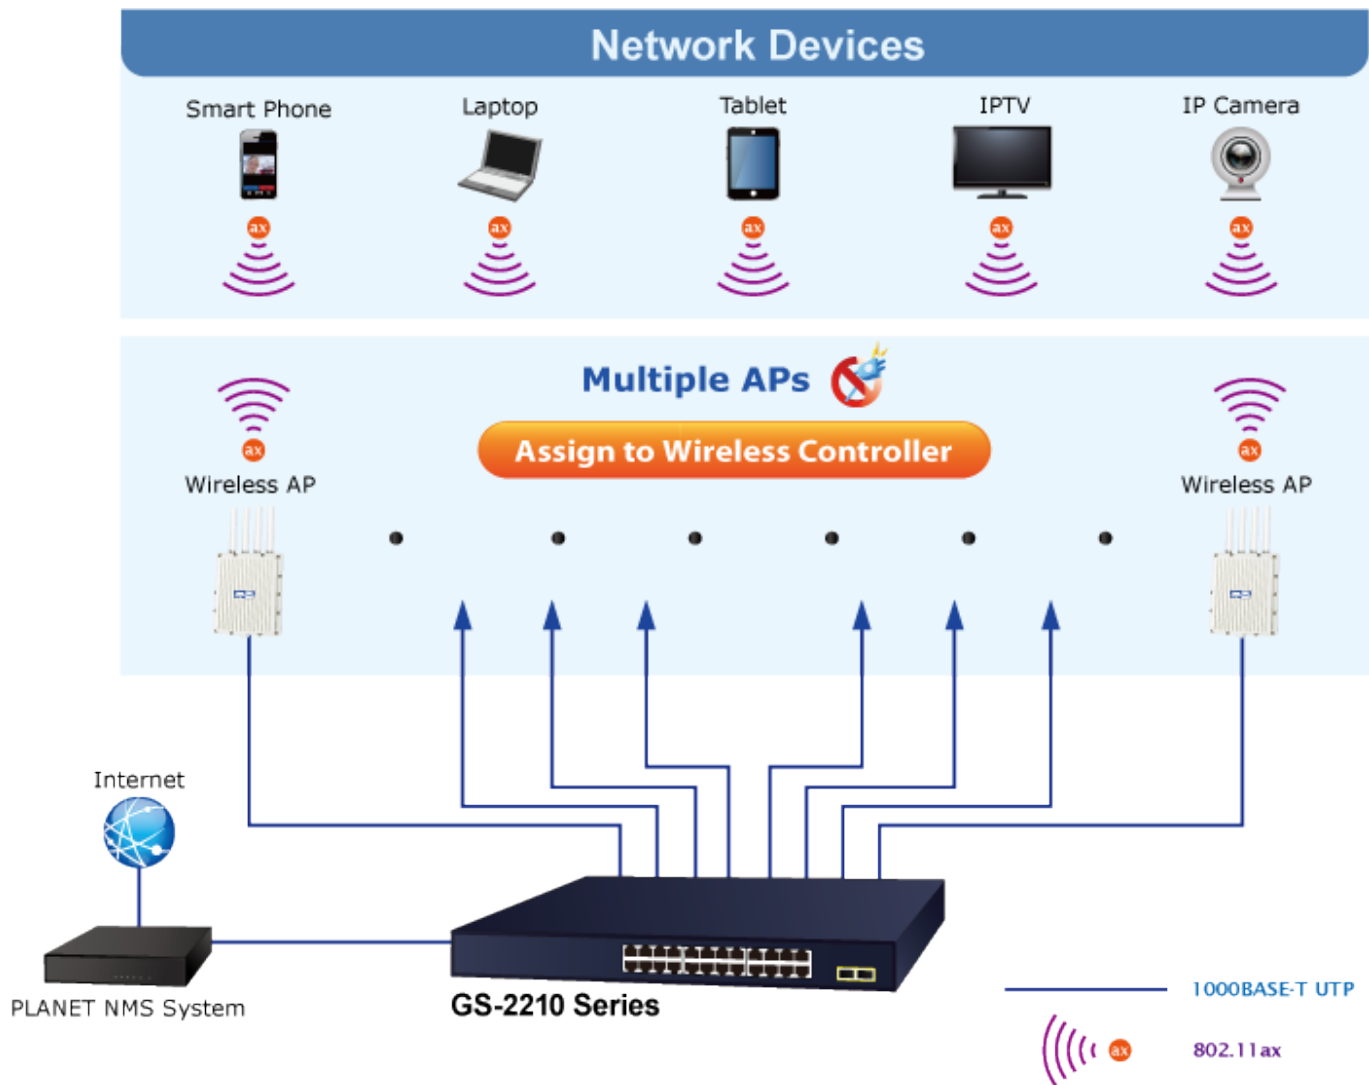 Network Devices
Smart Phone
Laptop
Tablet
IPTV
IP Camera
ax
ax
ax
ax
ax
Multiple APs
Assign to Wireless Controller
ax
ax
Wireless AP
Wireless AP
Internet
PLANET NMS System
GS-2210 Series
1000BASE-T UTP
ax
802.11ax